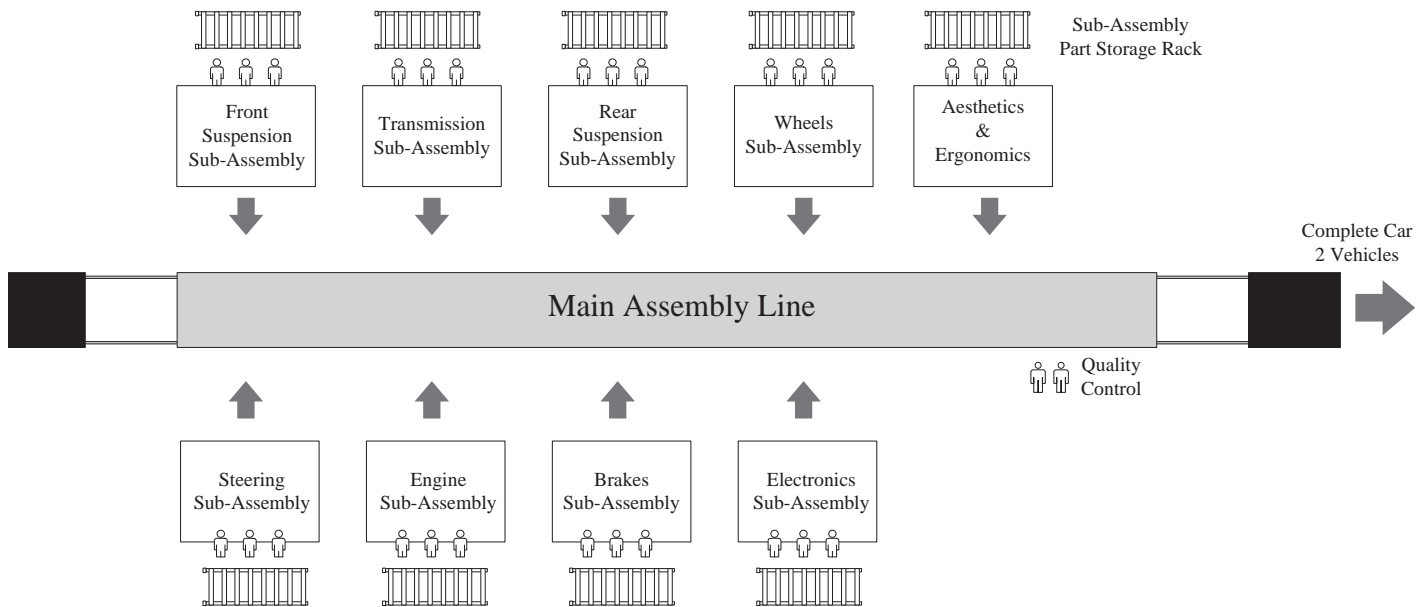 Sub-Assembly
Part Storage Rack
Front
Suspension
Sub-Assembly
Transmission
Sub-Assembly
Rear
Suspension
Sub-Assembly
Wheels
Sub-Assembly
Aesthetics
&
Ergonomics
Complete Car
2 Vehicles
Main Assembly Line
Quality
Control
Steering
Sub-Assembly
Engine
Sub-Assembly
Brakes
Sub-Assembly
Electronics
Sub-Assembly